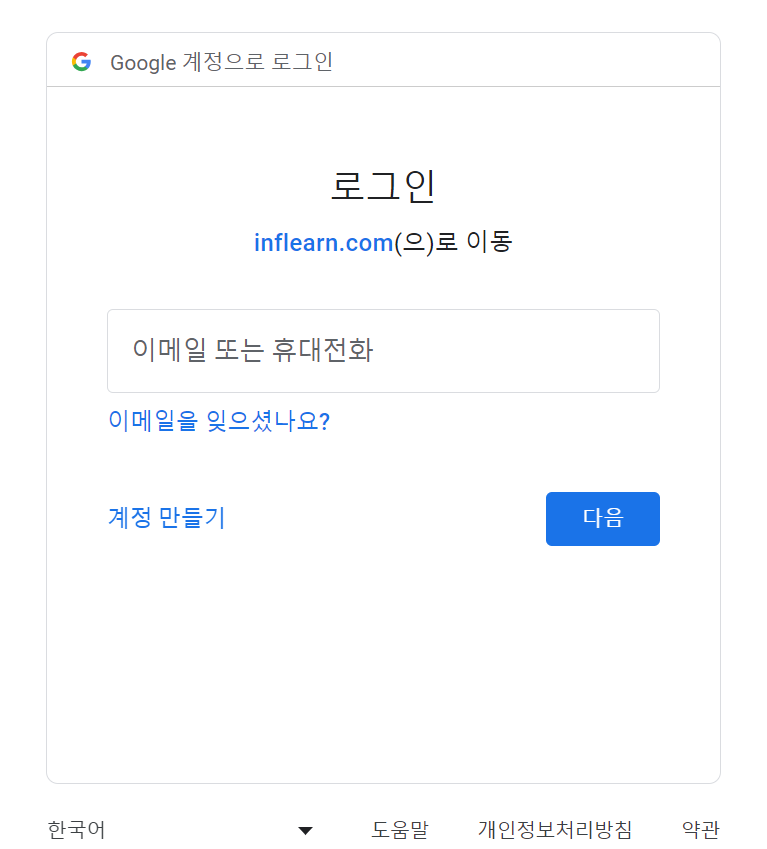 Google 계정으로 로그인
로그인
inflearn.com(으)로 이동
이메일 또는 휴대전화
이메일을 잊으셨나요?
계정 만들기
다음
한국어
도움말
개인정보처리방침
약관